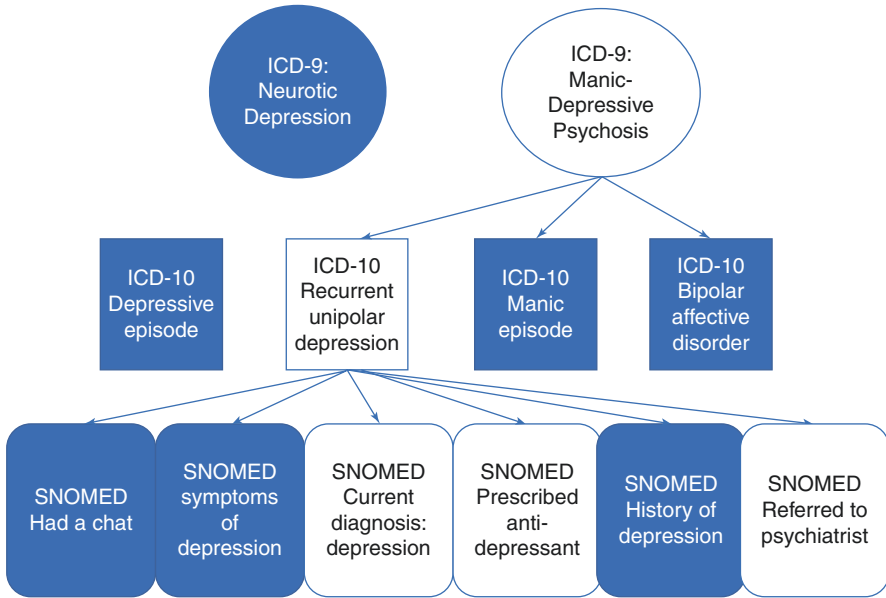 ICD-9:
Neurotic
Depression
ICD-9:
Manic-
Depressive
Psychosis
ICD-10
Depressive
episode
ICD-10
Recurrent
unipolar
depression
ICD-10
Manic
episode
ICD-10
Bipolar
affective
disorder
SNOMED
Had a chat
SNOMED
symptoms
of
depression
SNOMED
Current
diagnosis:
depression
SNOMED
Prescribed
anti-
depressant
SNOMED
History of
depression
SNOMED
Referred to
psychiatrist